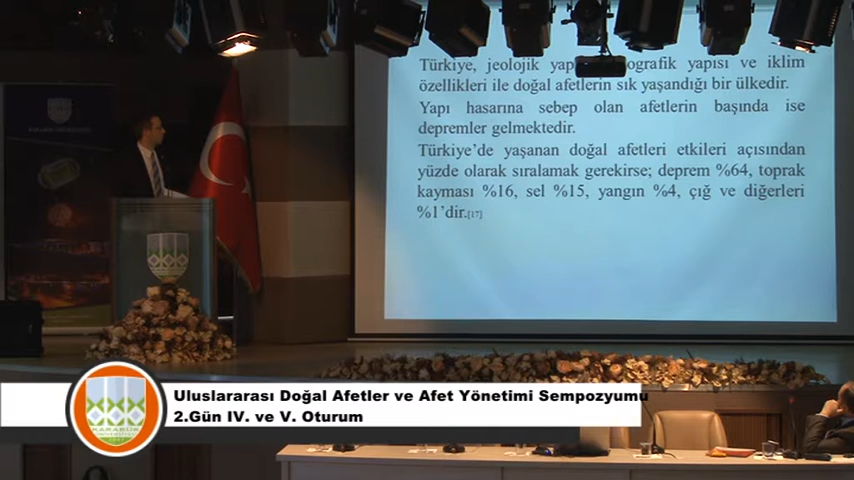 Türkiye, jeolojik yap ografik yapısı ve iklim
özellikleri ile doğal afetlerin sık yaşandığı bir ülkedir.
Yapı hasarına sebep olan afetlerin başında ise
depremler gelmektedir.
Türkiye'de yaşanan doğal afetleri etkileri açısından
yüzde olarak sıralamak gerekirse; deprem %64, toprak
kayması %16, sel %15, yangın %4, çığ ve diğerleri
%1'dir.[17]
Uluslararası Doğal Afetler ve Afet Yönetimi Sempozyumu
2.Gün IV. ve V. Oturum
KARABÜK